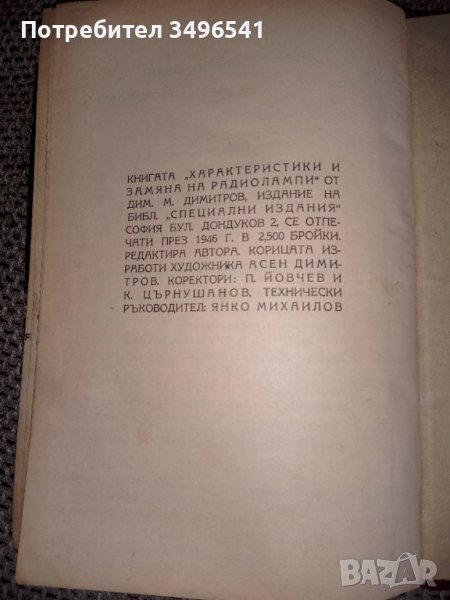 Потребител 3496541
КНИГАТА „ХАРАКТЕРИСТИКИ И
ЗАМЯНА НА РАДИОЛАМПИ“ ОТ
ДИМ. М. ДИМИТРОВ, ИЗДАНИЕ НА
БИБЛ. „СПЕЦИАЛНИ ИЗДАНИЯ“
СОФИЯ БУЛ. ДОНДУКОВ 2, СЕ ОТПЕ-
ЧАТИ ПРЕЗ 1946 Г. В 2,500 БРОЙКИ.
РЕДАКТИРА АВТОРА. КОРИЦАТА ИЗ-
РАБОТИ ХУДОЖНИКА АСЕН ДИМИ-
ТРОВ. КОРЕКТОРИ: П. ЙОВЧЕВ И
К. ЦЪРНУШАНОВ, ТЕХНИЧЕСКИ
РЪКОВОДИТЕЛ: ЯНКО МИХАИЛОВ
BAZAR